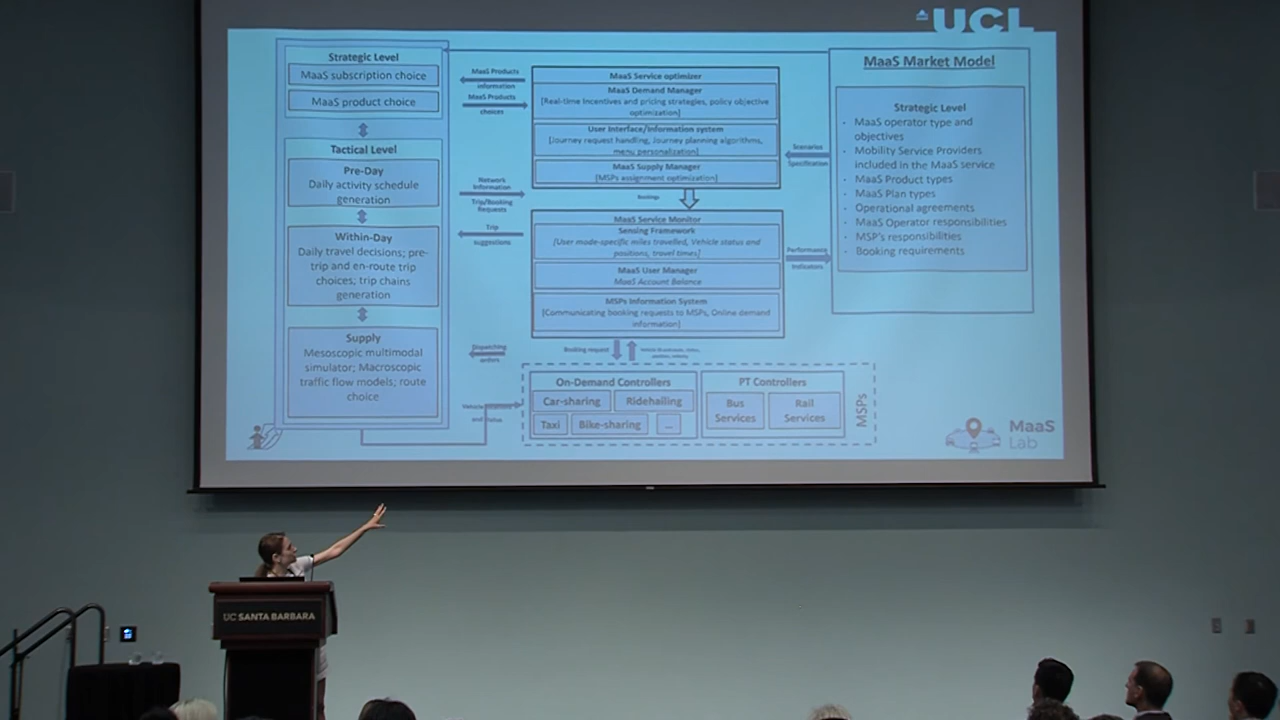 UCL
Strategic Level
MaaS subscription choice
MaaS product choice
Tactical Level
Pre-Day
Daily activity schedule
generation
Within-Day
Daily travel decisions; pre-
trip and en-route trip
choices; trip chains
generation
Supply
Mesoscopic multimodal
simulator; Macroscopic
traffic flow models; route
choice
MaaS Products
information
MaaS Products
choices
Network
Information
Trip/Booking
Requests
Trip
suggestions
Dispatching
orders
MaaS Service optimizer
MaaS Demand Manager
[Real-time Incentives and pricing strategies, policy objective
optimization]
User Interface/Information system
[Journey request handling, Journey planning algorithms,
menu personalization]
MaaS Supply Manager
[MSPs assignment optimization]
Bookings
MaaS Service Monitor
Sensing Framework
[User mode-specific miles travelled, Vehicle status and
positions, travel times]
MaaS User Manager
MaaS Account Balance
MSPs Information System
[Communicating booking requests to MSPs, Online demand
information]
Booking request
On-Demand Controllers
Car-sharing
Ridehailing
Taxi
Bike-sharing
...
PT Controllers
Bus
Services
Rail
Services
MSPs
Scenarios
Specification
Performance
Indicators
MaaS Market Model
Strategic Level
· MaaS operator type and
objectives
· Mobility Service Providers
included in the MaaS service
· MaaS Product types
· MaaS Plan types
· Operational agreements
· MaaS Operator responsibilities
· MSP's responsibilities
· Booking requirements
MaaS
Lab
UC SANTA BARBARA